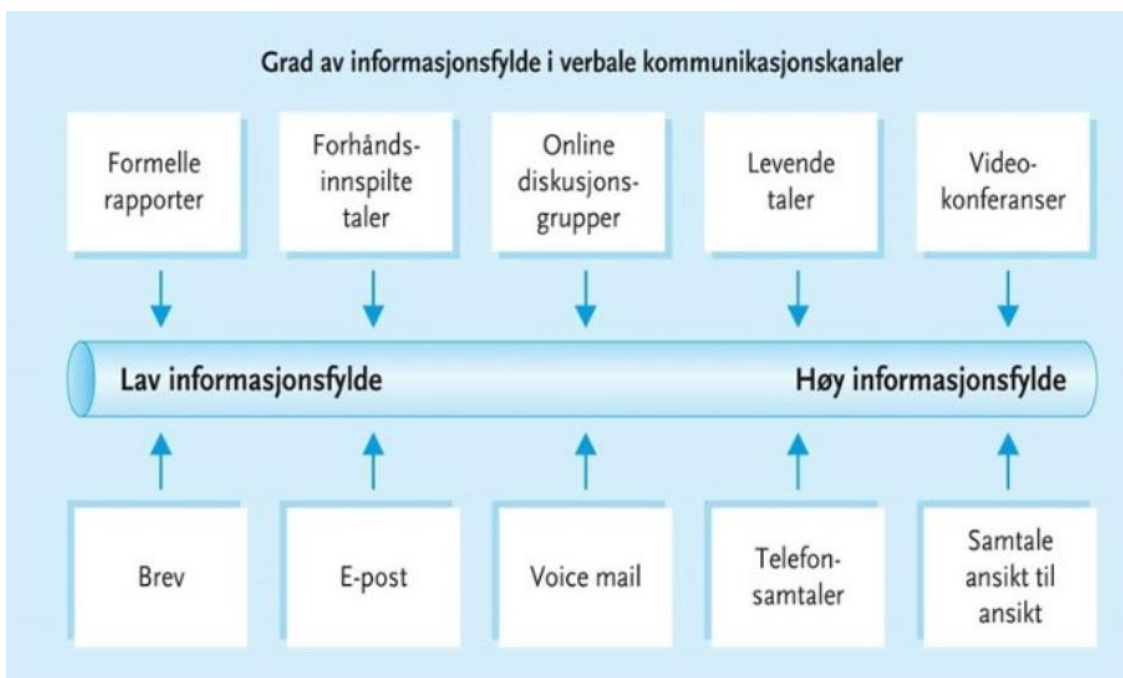 Grad av informasjonsfylde i verbale kommunikasjonskanaler
Formelle
rapporter
Forhånds-
innspilte
taler
Online
diskusjons-
grupper
Levende
taler
Video-
konferanser
Lav informasjonsfylde
Høy informasjonsfylde
Brev
E-post
Voice mail
Telefon-
samtaler
Samtale
ansikt til
ansikt